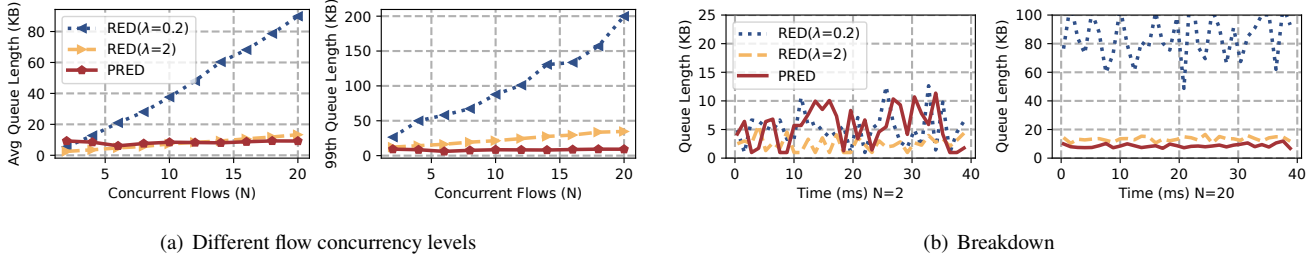 Avg Queue Length (KB)
80
60
40
20
0
RED(λ=0.2)
RED(λ=2)
PRED
5 10 15 20
Concurrent Flows (N)
99th Queue Length (KB)
200
150
100
50
0
5 10 15 20
Concurrent Flows (N)
(a) Different flow concurrency levels
Queue Length (KB)
25
20
15
10
5
0
RED(λ=0.2)
RED(λ=2)
PRED
0 10 20 30 40
Time (ms) N=2
Queue Length (KB)
100
80
60
40
20
0
0 10 20 30 40
Time (ms) N=20
(b) Breakdown